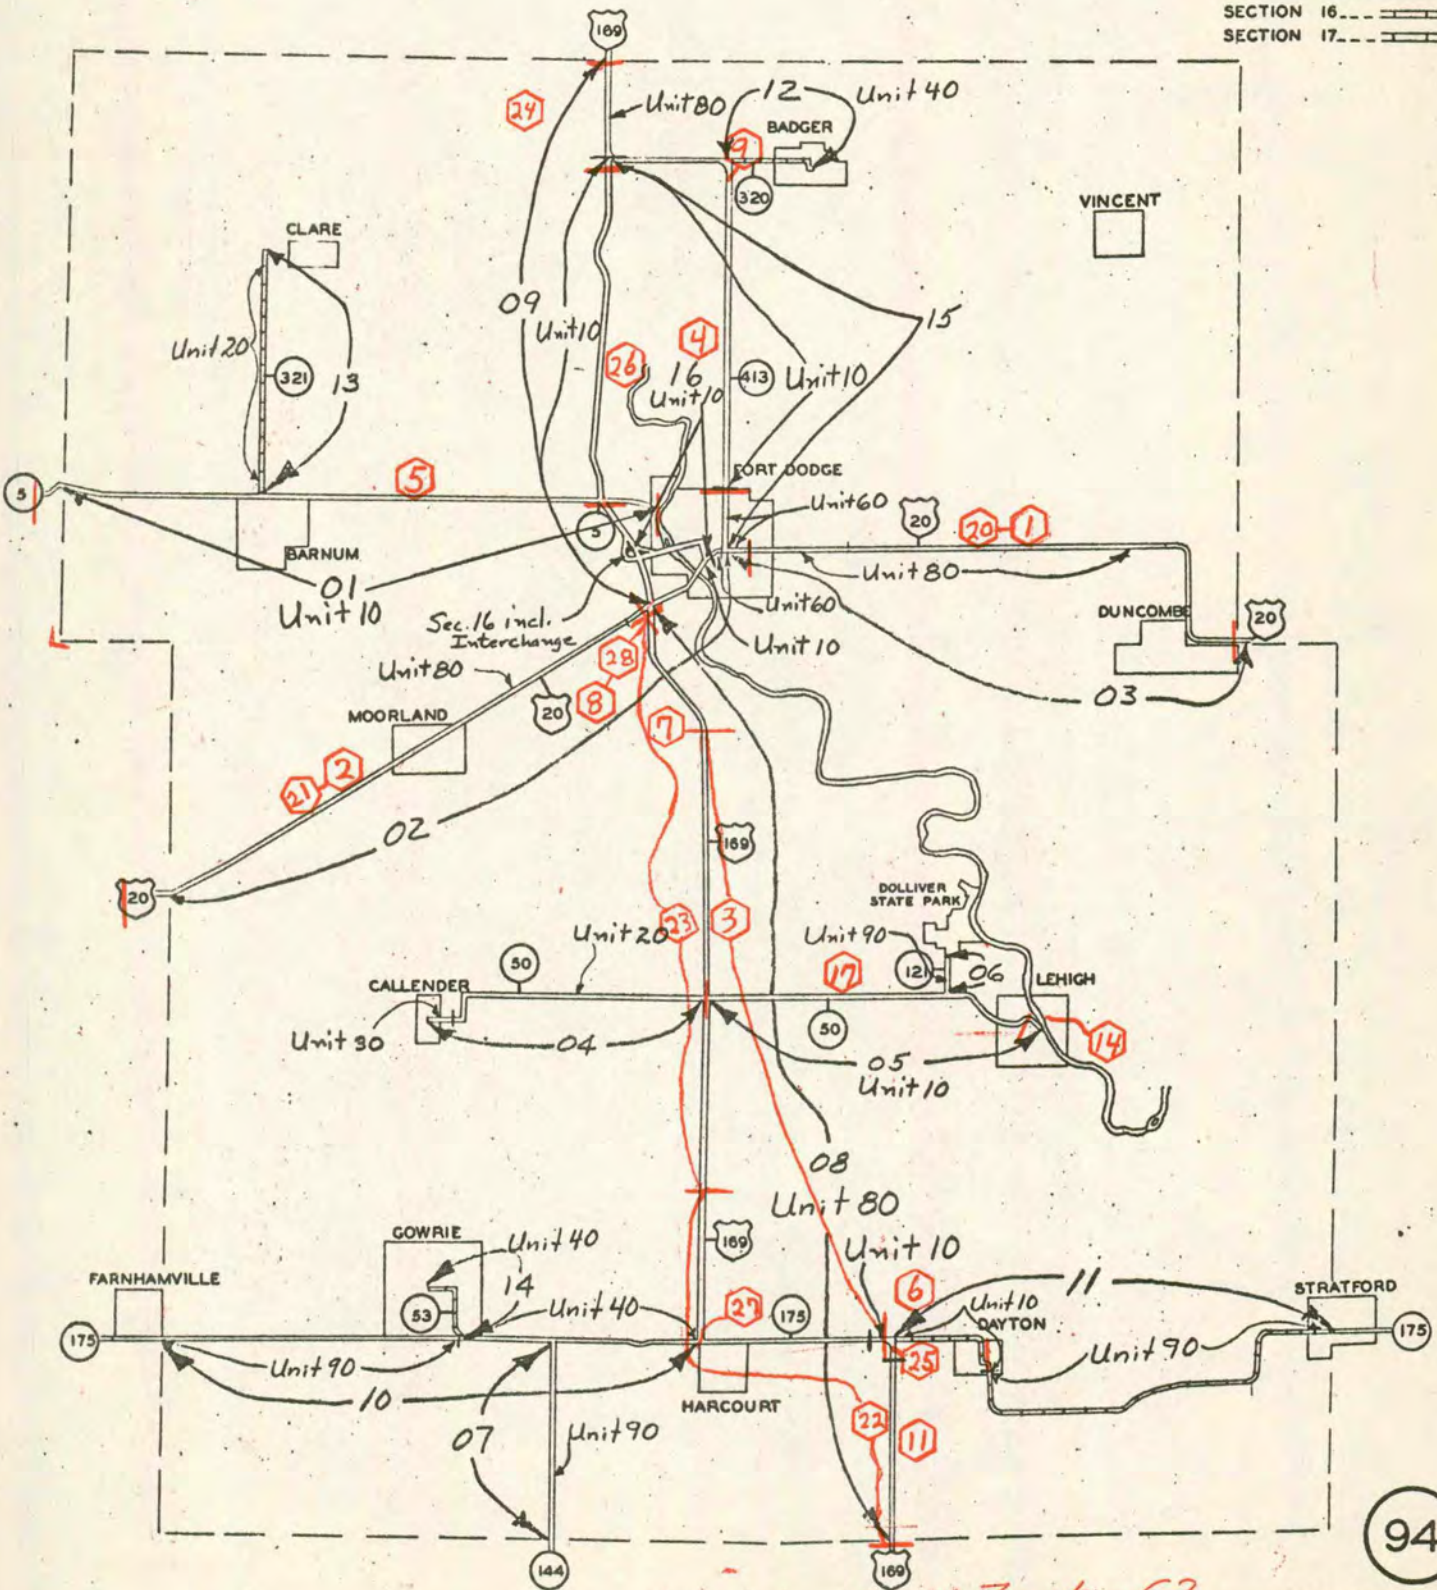 SECTION 16
SECTION 17
169
24
Unit 80
12
Unit 40
BADGER
9
320
VINCENT
CLARE
09
Unit 10
15
Unit 20
321
13
26
4
16
Unit 10
413
Unit 10
5
5
FORT DODGE
Unit 60
20
20
1
5
BARNUM
01
Unit 10
Unit 80
Sec. 16 incl.
Interchange
Unit 60
Unit 10
DUNCOMBE
20
28
8
Unit 80
20
03
MOORLAND
7
21
2
02
169
20
DOLLIVER
STATE PARK
23
3
Unit 20
Unit 90
50
17
121
06
LEHIGH
CALLENDER
Unit 30
04
50
14
05
Unit 10
08
Unit 80
GOWRIE
Unit 40
169
Unit 10
FARNHAMVILLE
14
11
STRATFORD
53
Unit 40
27
6
Unit 10
DAYTON
175
175
175
Unit 90
25
Unit 90
10
HARCOURT
07
Unit 90
22
11
94
144
169